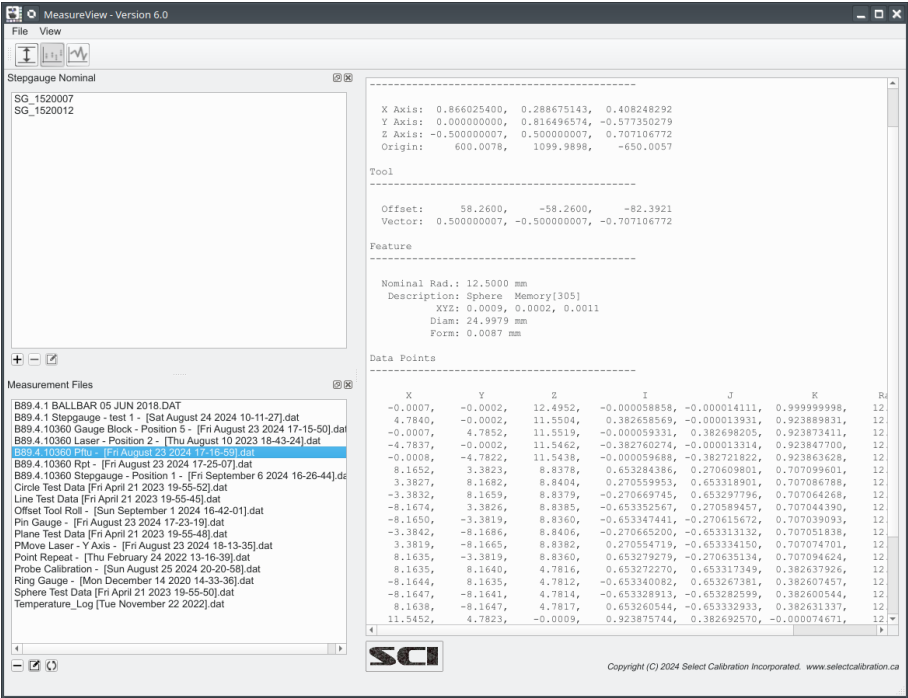 MeasureView - Version 6.0
File View
Stepgauge Nominal
SG_1520007
SG_1520012
Measurement Files
B89.4.1 BALLBAR 05 JUN 2018.DAT
B89.4.1 Stepgauge - test 1 - [Sat August 24 2024 10-11-27].dat
B89.4.10360 Gauge Block - Position 5 - [Fri August 23 2024 17-15-50].dat
B89.4.10360 Laser - Position 2 - [Thu August 10 2023 18-43-24].dat
B89.4.10360 Pftu - [Fri August 23 2024 17-16-59].dat
B89.4.10360 Rpt - [Fri August 23 2024 17-25-07].dat
B89.4.10360 Stepgauge - Position 1 - [Fri September 6 2024 16-26-44].da
Circle Test Data [Fri April 21 2023 19-55-52].dat
Line Test Data [Fri April 21 2023 19-55-45].dat
Offset Tool Roll - [Sun September 1 2024 16-42-01].dat
Pin Gauge - [Fri August 23 2024 17-23-19].dat
Plane Test Data [Fri April 21 2023 19-55-48].dat
PMove Laser - Y Axis - [Fri August 23 2024 18-13-35].dat
Point Repeat - [Thu February 24 2022 13-16-39].dat
Probe Calibration - [Sun August 25 2024 20-20-58].dat
Ring Gauge - [Mon December 14 2020 14-33-36].dat
Sphere Test Data [Fri April 21 2023 19-55-50].dat
Temperature_Log [Tue November 22 2022].dat
-----------------------------------------
X Axis: 0.866025400, 0.288675143, 0.408248292
Y Axis: 0.000000000, 0.816496574, -0.577350279
Z Axis: -0.500000007, 0.500000007, 0.707106772
Origin: 600.0078, 1099.9898, -650.0057
Tool
-----------------------------------------
Offset: 58.2600, -58.2600, -82.3921
Vector: 0.500000007, -0.500000007, -0.707106772
Feature
-----------------------------------------
Nominal Rad.: 12.5000 mm
Description: Sphere Memory[305]
XYZ: 0.0009, 0.0002, 0.0011
Diam: 24.9979 mm
Form: 0.0087 mm
Data Points
-----------------------------------------
X Y Z I J K Ra
-0.0007, -0.0002, 12.4952, -0.000058858, -0.000014111, 0.999999998, 12.
4.7840, -0.0002, 11.5504, 0.382658569, -0.000013931, 0.923889831, 12.
-0.0007, 4.7852, 11.5519, -0.000059331, 0.382698205, 0.923873411, 12.
-4.7837, -0.0002, 11.5462, -0.382760274, -0.000013314, 0.923847700, 12.
-0.0008, -4.7822, 11.5438, -0.000059688, -0.382721822, 0.923863628, 12.
8.1652, 3.3823, 8.8378, 0.653284386, 0.270609801, 0.707099601, 12.
3.3827, 8.1682, 8.8404, 0.270559953, 0.653318901, 0.707086788, 12.
-3.3832, 8.1659, 8.8379, -0.270669745, 0.653297796, 0.707064268, 12.
-8.1674, 3.3826, 8.8385, -0.653352567, 0.270589457, 0.707044390, 12.
-8.1650, -3.3819, 8.8360, -0.653347441, -0.270615672, 0.707039093, 12.
-3.3842, -8.1686, 8.8406, -0.270665200, -0.653313132, 0.707051838, 12.
3.3819, -8.1665, 8.8382, 0.270554719, -0.653334150, 0.707074701, 12.
8.1635, -3.3819, 8.8360, 0.653279279, -0.270635134, 0.707094624, 12.
8.1635, 8.1640, 4.7816, 0.653272270, 0.653317349, 0.382637926, 12.
-8.1644, 8.1635, 4.7812, -0.653340082, 0.653267381, 0.382607457, 12.
-8.1647, -8.1641, 4.7814, -0.653328913, -0.653282599, 0.382600544, 12.
8.1638, -8.1647, 4.7817, 0.653260544, -0.653332933, 0.382631337, 12.
11.5452, 4.7823, -0.0009, 0.923875744, 0.382692570, -0.000074671, 12.
SCI
Copyright (C) 2024 Select Calibration Incorporated. www.selectcalibration.ca